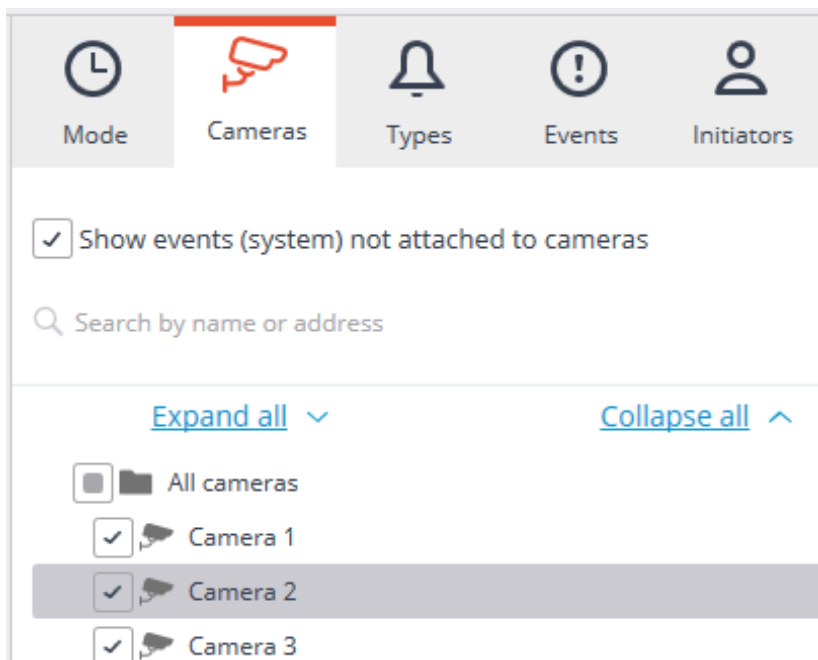 Mode Cameras Types Events Initiators
Show events (system) not attached to cameras
Search by name or address
Expand all Collapse all
All cameras
Camera 1
Camera 2
Camera 3